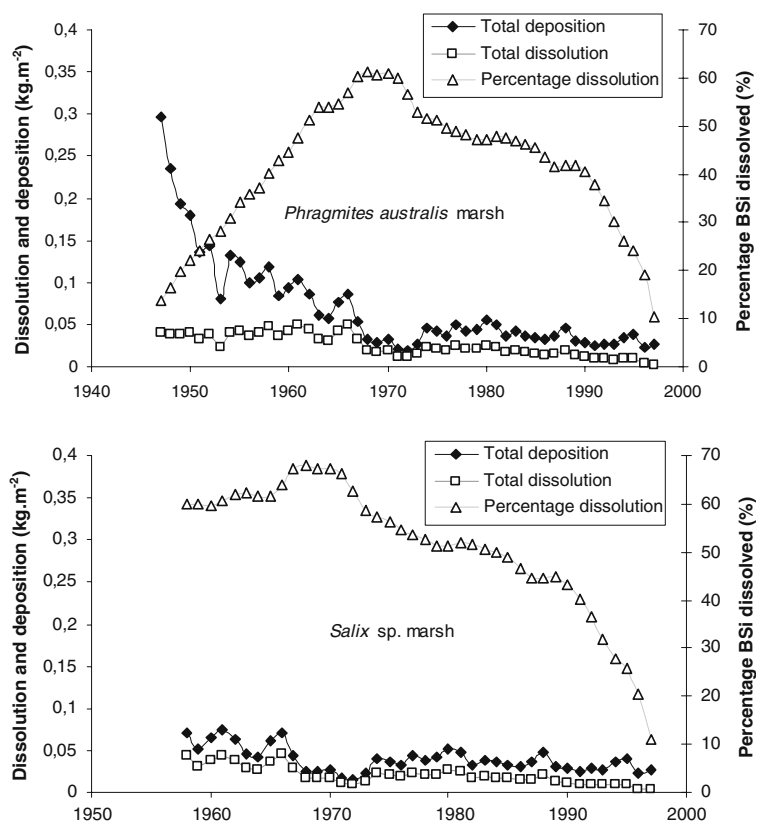 Total deposition
Total dissolution
Percentage dissolution
Dissolution and deposition (kg.m-2)
0,4
0,35
0,3
0,25
0,2
0,15
0,1
0,05
0
Phragmites australis marsh
70
60
50
40
30
20
10
0
Percentage BSi dissolved (%)
1940 1950 1960 1970 1980 1990 2000
Total deposition
Total dissolution
Percentage dissolution
Dissolution and deposition (kg.m-2)
0,4
0,35
0,3
0,25
0,2
0,15
0,1
0,05
0
Salix sp. marsh
70
60
50
40
30
20
10
0
Percentage BSi dissolved (%)
1950 1960 1970 1980 1990 2000